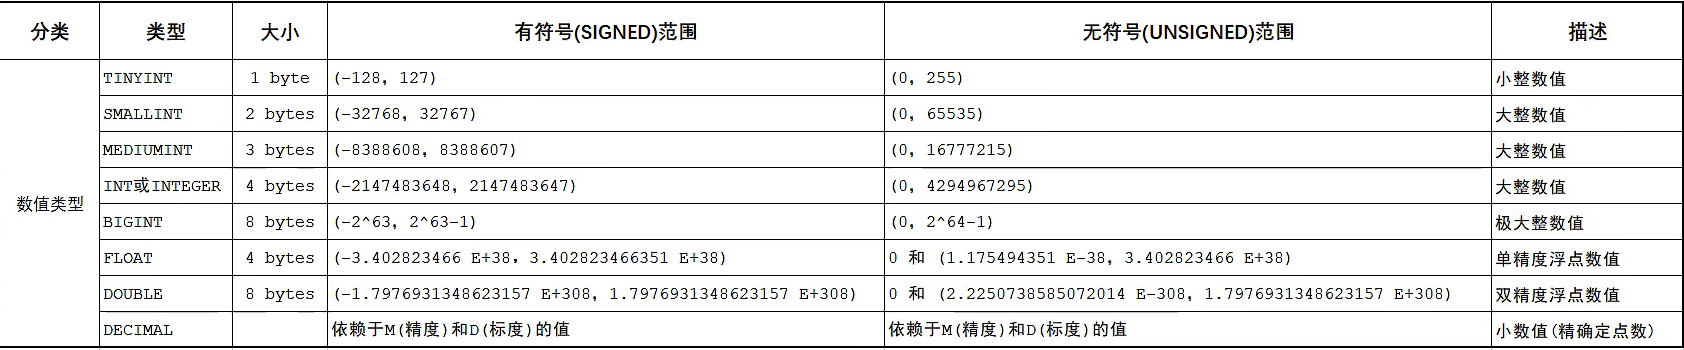 分类 类型 大小 有符号(SIGNED)范围 无符号(UNSIGNED)范围 描述
数值类型
TINYINT 1 byte (-128，127) (0，255) 小整数值
SMALLINT 2 bytes (-32768，32767) (0，65535) 大整数值
MEDIUMINT 3 bytes (-8388608，8388607) (0，16777215) 大整数值
INT或INTEGER 4 bytes (-2147483648，2147483647) (0，4294967295) 大整数值
BIGINT 8 bytes (-2^63，2^63-1) (0，2^64-1) 极大整数值
FLOAT 4 bytes (-3.402823466 E+38，3.402823466351 E+38) 0 和 (1.175494351 E-38，3.402823466 E+38) 单精度浮点数值
DOUBLE 8 bytes (-1.7976931348623157 E+308，1.7976931348623157 E+308) 0 和 (2.2250738585072014 E-308，1.7976931348623157 E+308) 双精度浮点数值
DECIMAL 依赖于M(精度)和D(标度)的值 依赖于M(精度)和D(标度)的值 小数值(精确定点数)